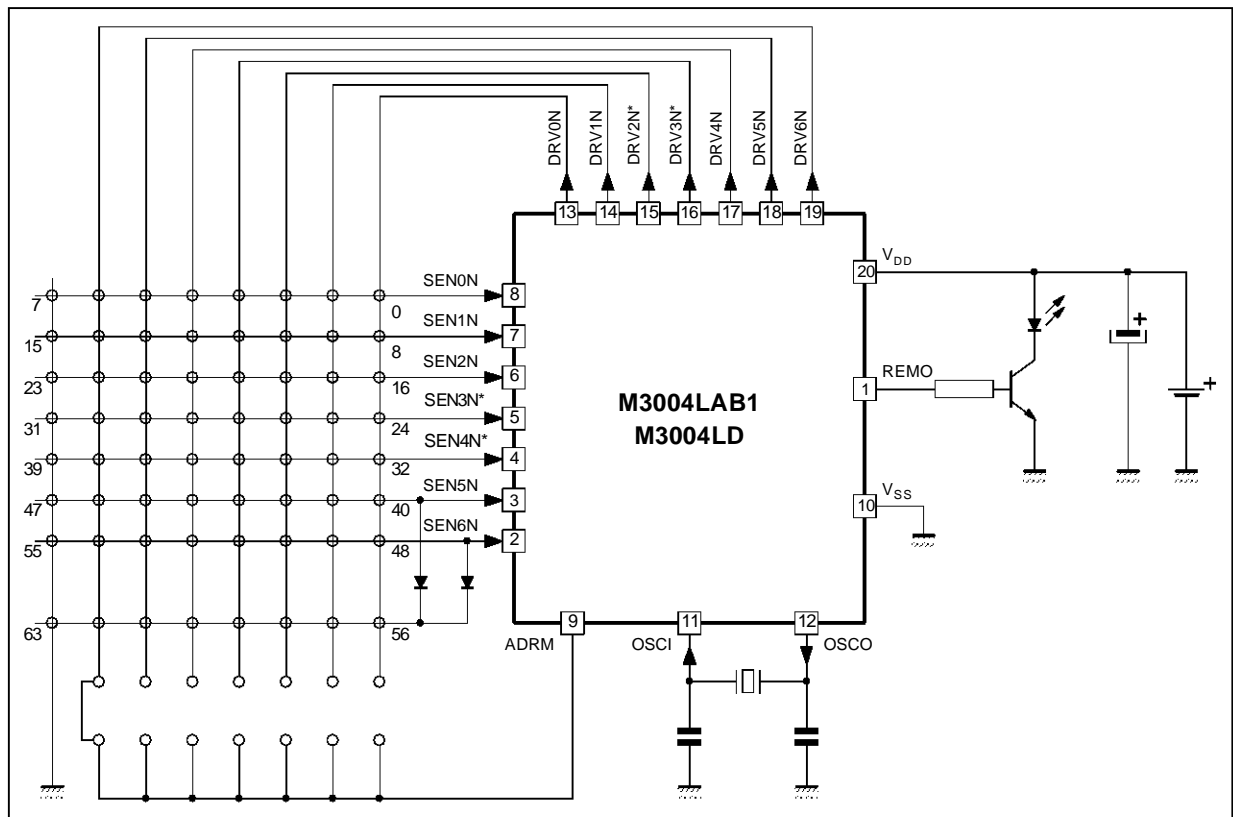 DRV0N
DRV1N
DRV2N*
DRV3N*
DRV4N
DRV5N
DRV6N
13
14
15
16
17
18
19
7
0
SEN0N
8
15
8
SEN1N
7
23
16
SEN2N
6
31
24
SEN3N*
5
39
32
SEN4N*
4
47
40
SEN5N
3
55
48
SEN6N
2
63
56
M3004LAB1
M3004LD
20
VDD
+
+
1
REMO
10
VSS
9
ADRM
11
OSCI
12
OSCO